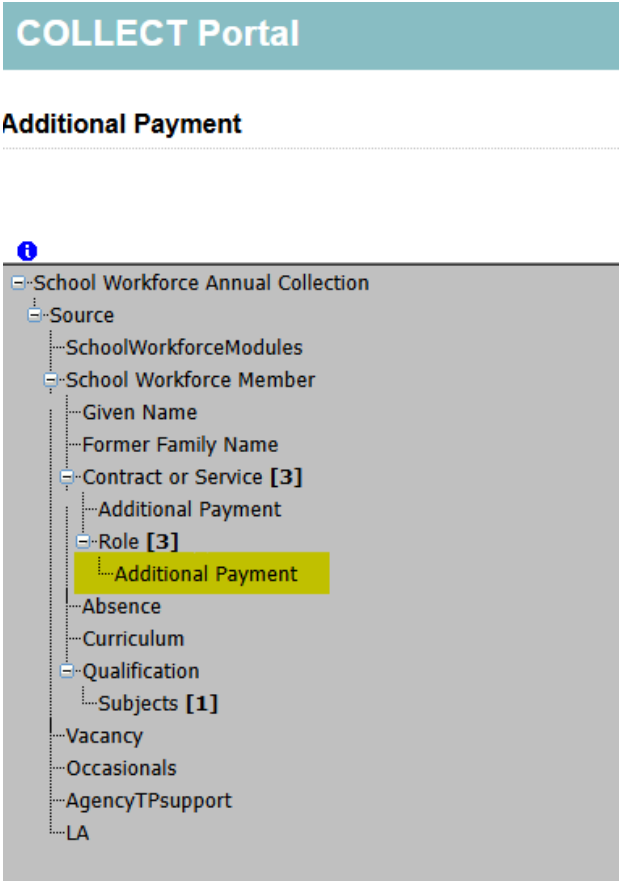 COLLECT Portal
Additional Payment
School Workforce Annual Collection
Source
SchoolWorkforceModules
School Workforce Member
Given Name
Former Family Name
Contract or Service [3]
Additional Payment
Role [3]
Additional Payment
Absence
Curriculum
Qualification
Subjects [1]
Vacancy
Occasionals
AgencyTPsupport
LA